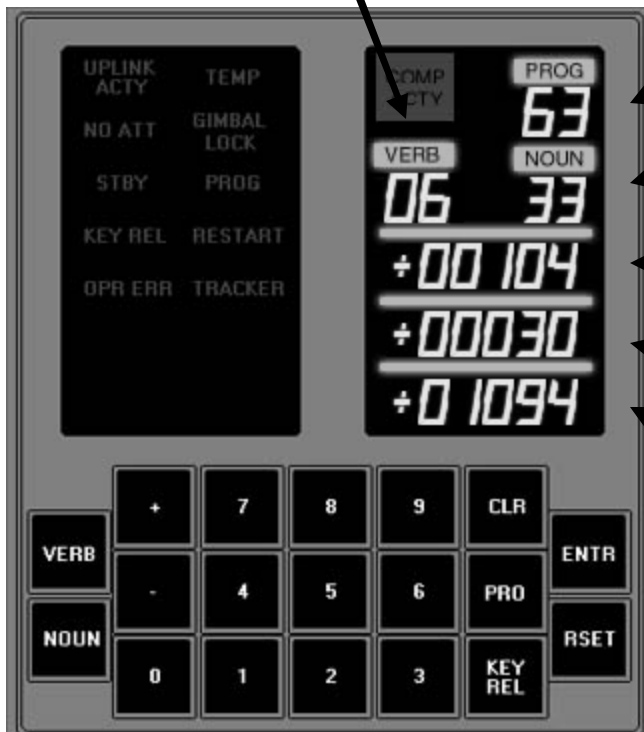 UPLINK ACTY TEMP
NO ATT GIMBAL LOCK
STBY PROG
KEY REL RESTART
OPR ERR TRACKER
COMP ACTY PROG
63
VERB NOUN
06 33
+00104
+00030
+01094
+ 7 8 9 CLR
VERB ENTR
- 4 5 6 PRO
NOUN RSET
0 1 2 3 KEY REL